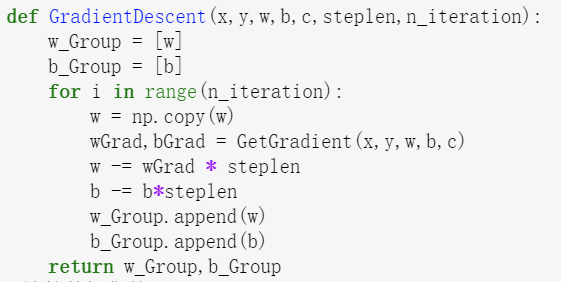 def GradientDescent(x,y,w,b,c,steplen,n_iteration):
    w_Group = [w]
    b_Group = [b]
    for i in range(n_iteration):
        w = np.copy(w)
        wGrad,bGrad = GetGradient(x,y,w,b,c)
        w -= wGrad * steplen
        b -= b*steplen
        w_Group.append(w)
        b_Group.append(b)
    return w_Group,b_Group